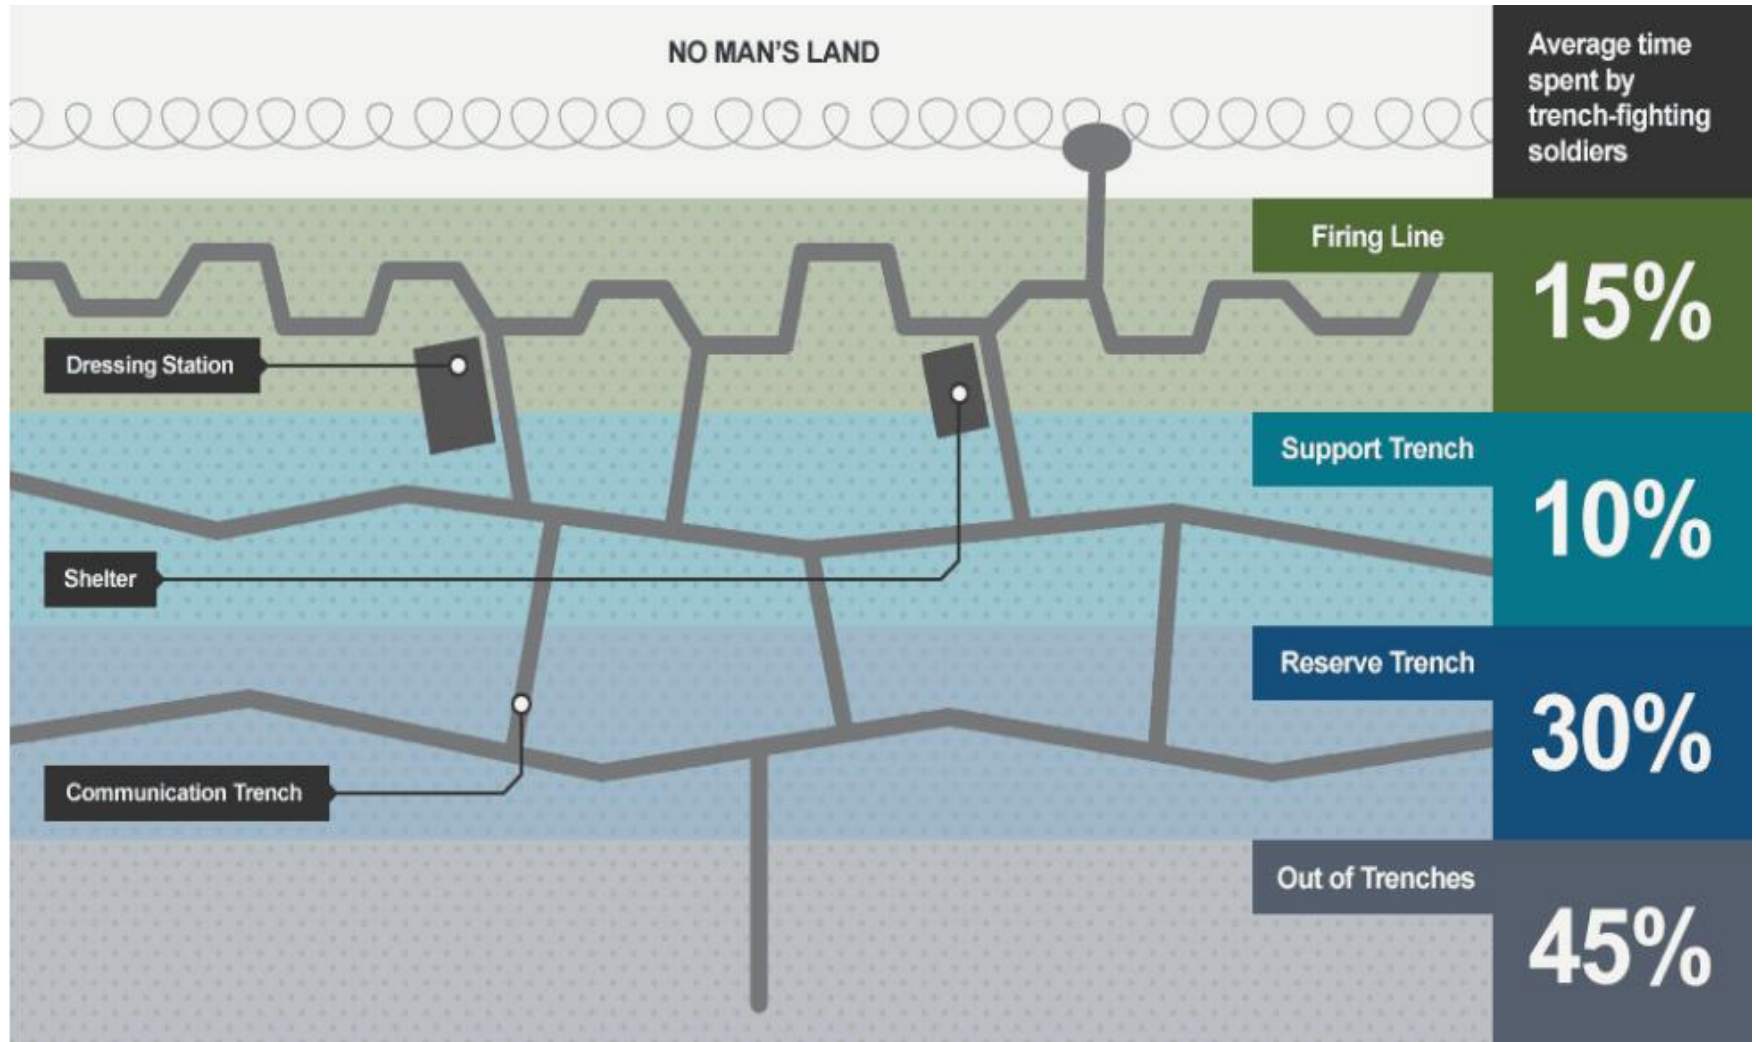 NO MAN'S LAND
Average time
spent by
trench-fighting
soldiers
Firing Line
15%
Dressing Station
Support Trench
10%
Shelter
Reserve Trench
30%
Communication Trench
Out of Trenches
45%